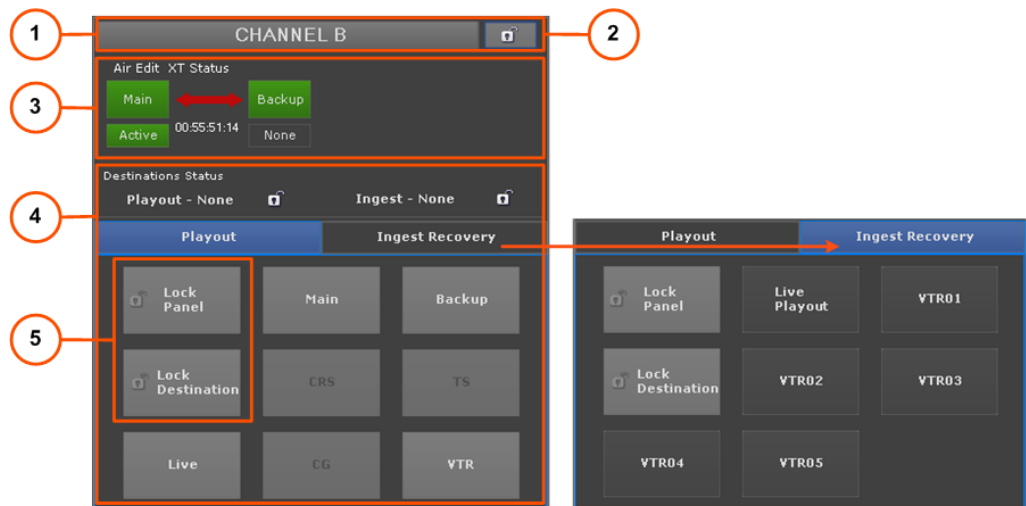 1
CHANNEL B
2
Air Edit XT Status
3
Main
Backup
Active
00:55:51:14
None
Destinations Status
4
Playout - None
Ingest - None
Playout
Ingest Recovery
5
Lock
Panel
Main
Backup
Lock
Destination
CRS
TS
Live
CG
VTR
Playout
Ingest Recovery
Lock
Panel
Live
Playout
VTR01
Lock
Destination
VTR02
VTR03
VTR04
VTR05